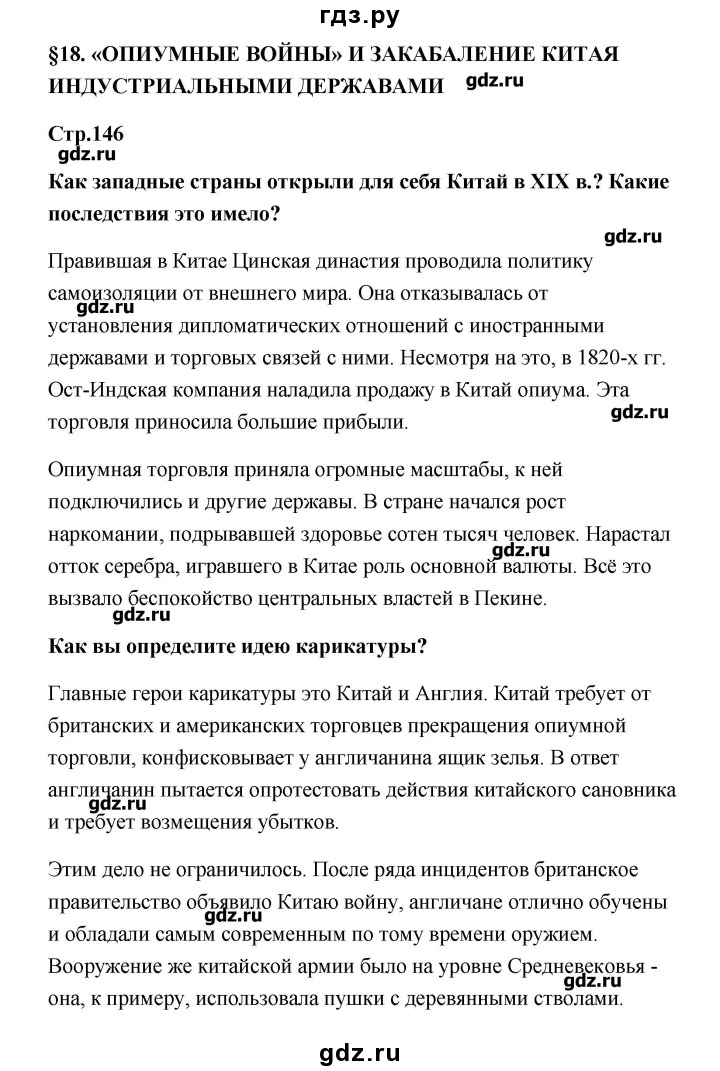 гдз.ру
§18. «ОПИУМНЫЕ ВОЙНЫ» И ЗАКАБАЛЕНИЕ КИТАЯ
ИНДУСТРИАЛЬНЫМИ ДЕРЖАВАМИ gdz.ru
Стр.146
gdz.ru
Как западные страны открыли для себя Китай в XIX в.? Какие
последствия это имело?
gdz.ru
Правившая в Китае Цинская династия проводила политику
самоизоляции от внешнего мира. Она отказывалась от
gdz.ru
установления дипломатических отношений с иностранными
державами и торговых связей с ними. Несмотря на это, в 1820-х гг.
Ост-Индская компания наладила продажу в Китай опиума. Эта
gdz.ru
торговля приносила большие прибыли.
Опиумная торговля приняла огромные масштабы, к ней
подключились и другие державы. В стране начался рост
наркомании, подрывавшей здоровье сотен тысяч человек. Нарастал
gdz.ru
отток серебра, игравшего в Китае роль основной валюты. Всё это
вызвало беспокойство центральных властей в Пекине.
gdz.ru
Как вы определите идею карикатуры?
Главные герои карикатуры это Китай и Англия. Китай требует от
британских и американских торговцев прекращения опиумной
торговли, конфисковывает у англичанина ящик зелья. В ответ
англичанин пытается опротестовать действия китайского сановника
gdz.ru
и требует возмещения убытков.
Этим дело не ограничилось. После ряда инцидентов британское
правительство объявило Китаю войну, англичане отлично обучены
gdz.ru
и обладали самым современным по тому времени оружием.
Вооружение же китайской армии было на уровне Средневековья -
gdz.ru
она, к примеру, использовала пушки с деревянными стволами.
gdz.ru